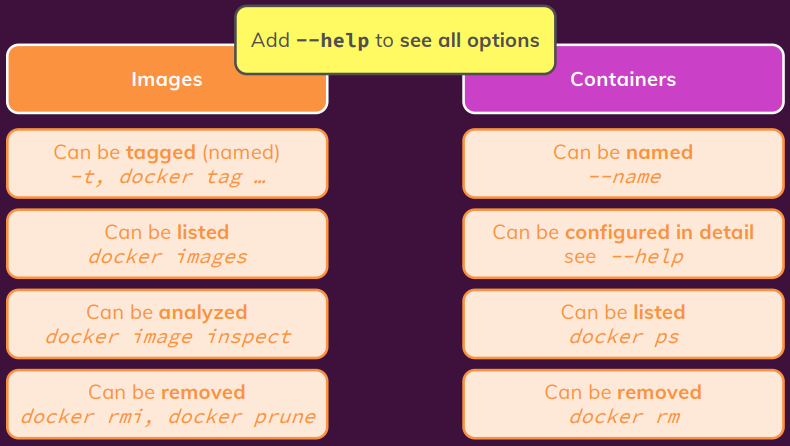 Add --help to see all options
Images
Can be tagged (named)
-t, docker tag …
Can be listed
docker images
Can be analyzed
docker image inspect
Can be removed
docker rmi, docker prune
Containers
Can be named
--name
Can be configured in detail
see --help
Can be listed
docker ps
Can be removed
docker rm